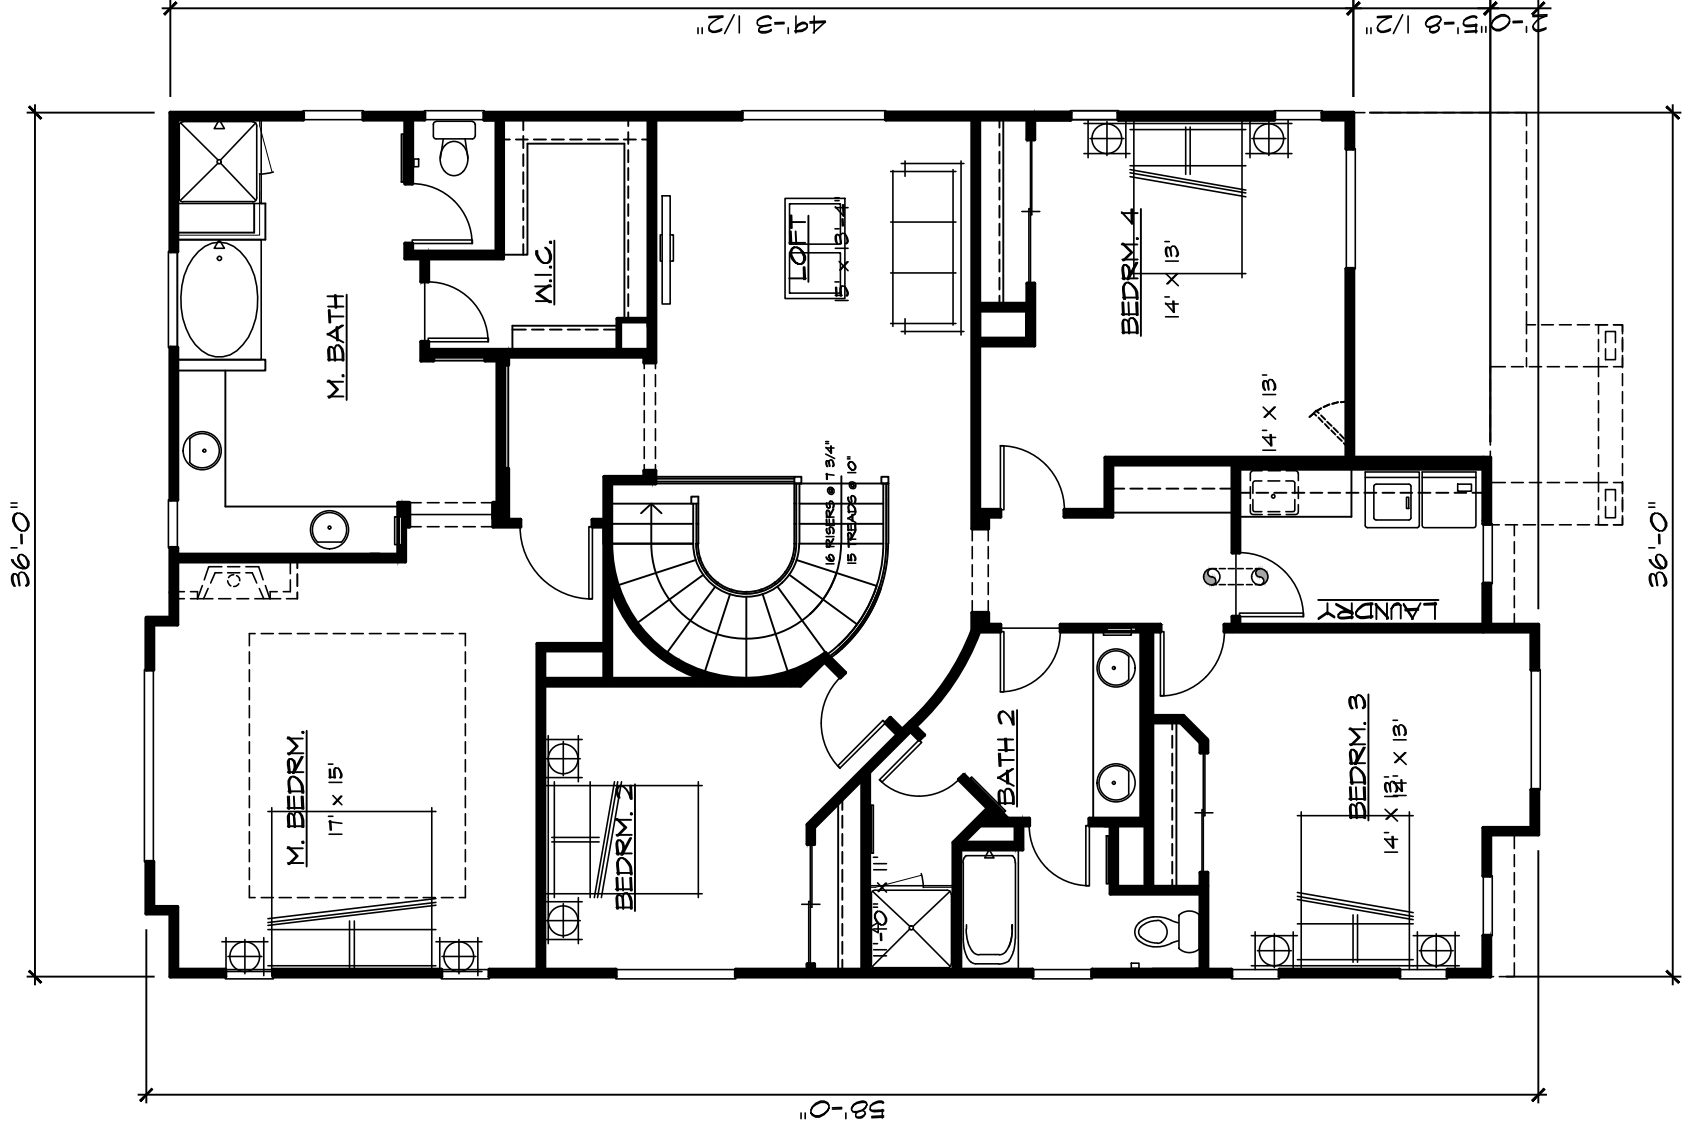 49'-3 1/2"
5'-8 1/2"
2'-0"
36'-0"
36'-0"
M. BATH
W.I.C.
LOFT
15' X 13'-4"
BEDRM. 4
14' X 13'
14' X 13'
16 RISERS @ 7 3/4"
15 TREADS @ 10"
LAUNDRY
M. BEDRM.
17' X 15'
BEDRM. 2
BATH 2
BEDRM. 3
14' X 13'
14' X 13'
58'-0"